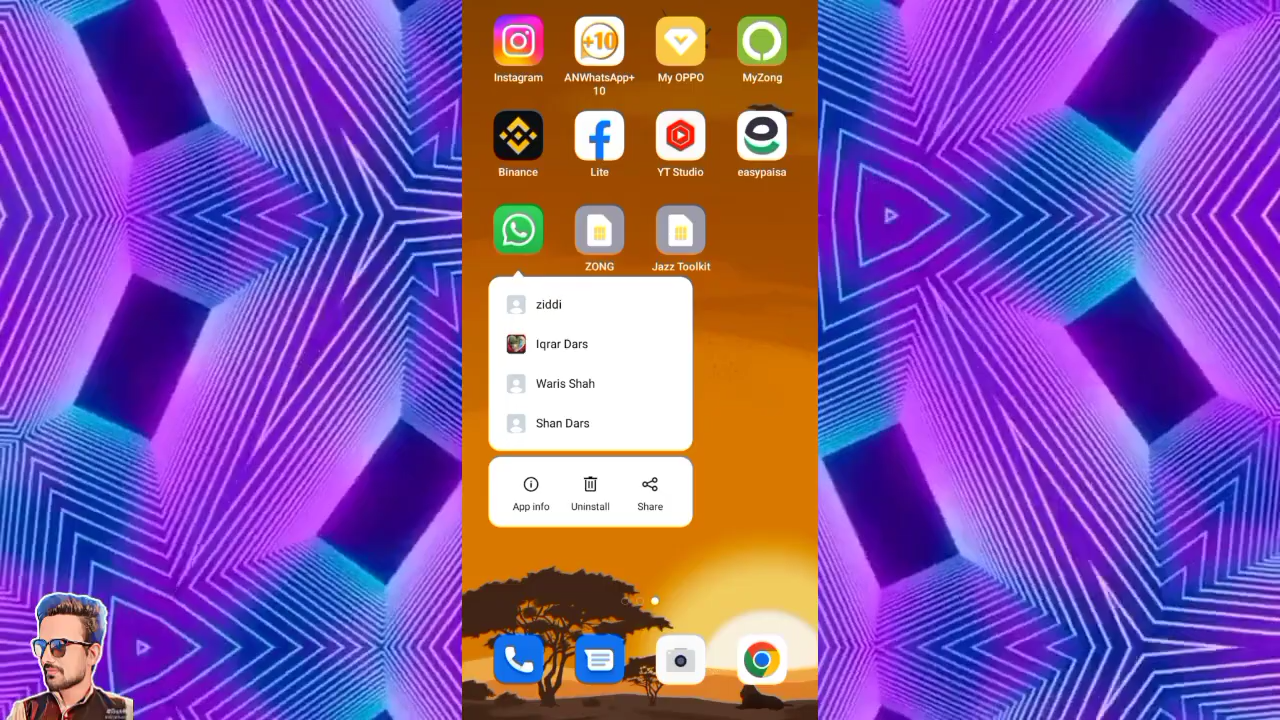 Instagram
ANWhatsApp+
10
My OPPO
MyZong
+10
Binance
Lite
YT Studio
easypaisa
ZONG
Jazz Toolkit
ziddi
Iqrar Dars
Waris Shah
Shan Dars
App info
Uninstall
Share